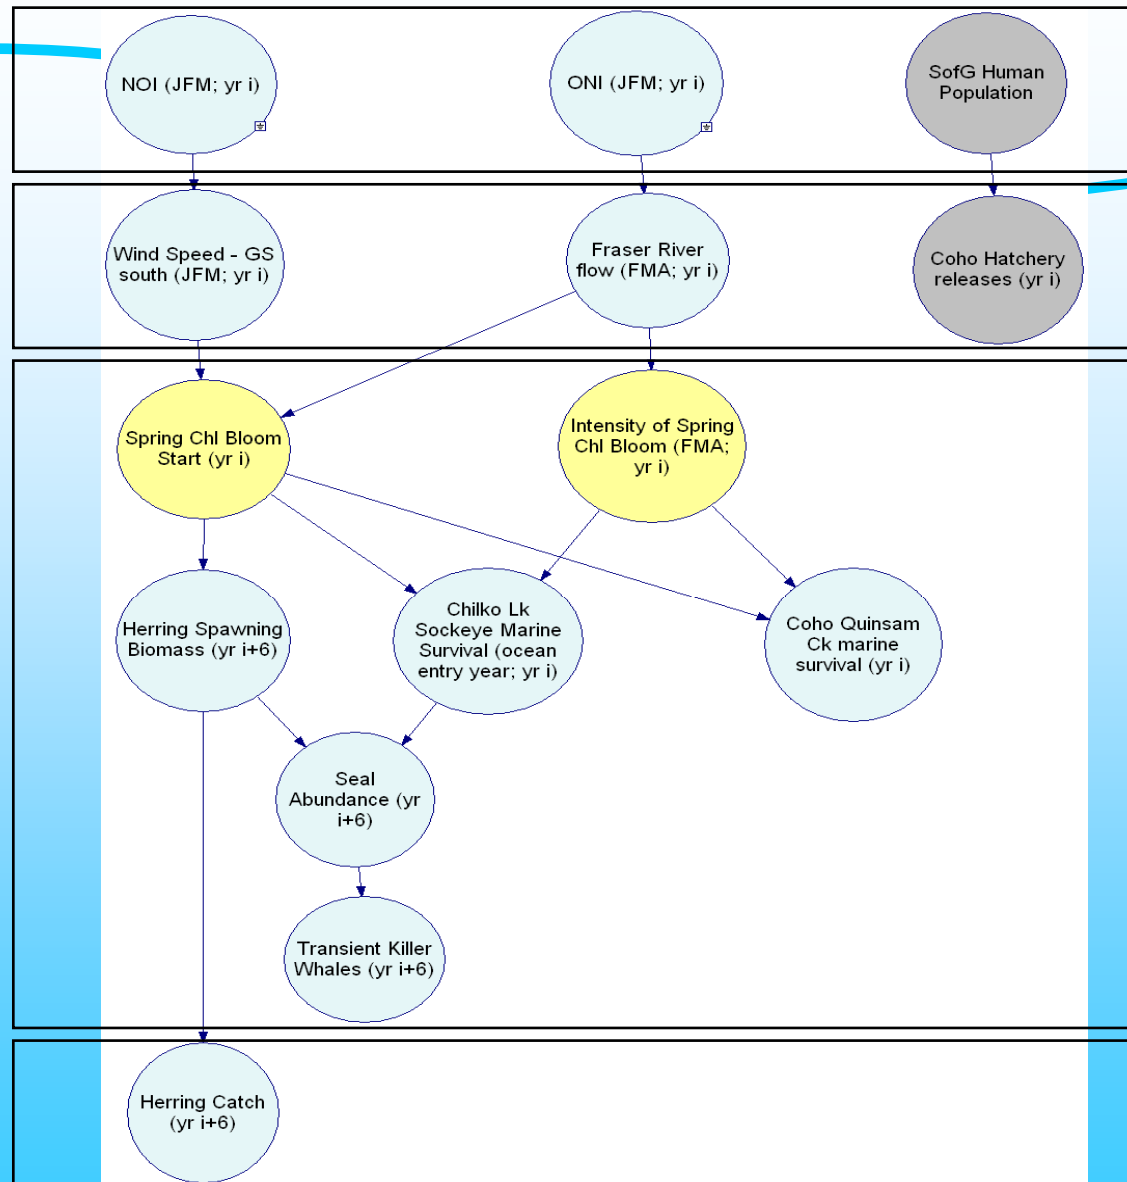 NOI (JFM; yr i)
ONI (JFM; yr i)
SofG Human
Population
Wind Speed - GS
south (JFM; yr i)
Fraser River
flow (FMA; yr i)
Coho Hatchery
releases (yr i)
Spring Chl Bloom
Start (yr i)
Intensity of Spring
Chl Bloom (FMA;
yr i)
Herring Spawning
Biomass (yr i+6)
Chilko Lk
Sockeye Marine
Survival (ocean
entry year; yr i)
Coho Quinsam
Ck marine
survival (yr i)
Seal
Abundance (yr
i+6)
Transient Killer
Whales (yr i+6)
Herring Catch
(yr i+6)